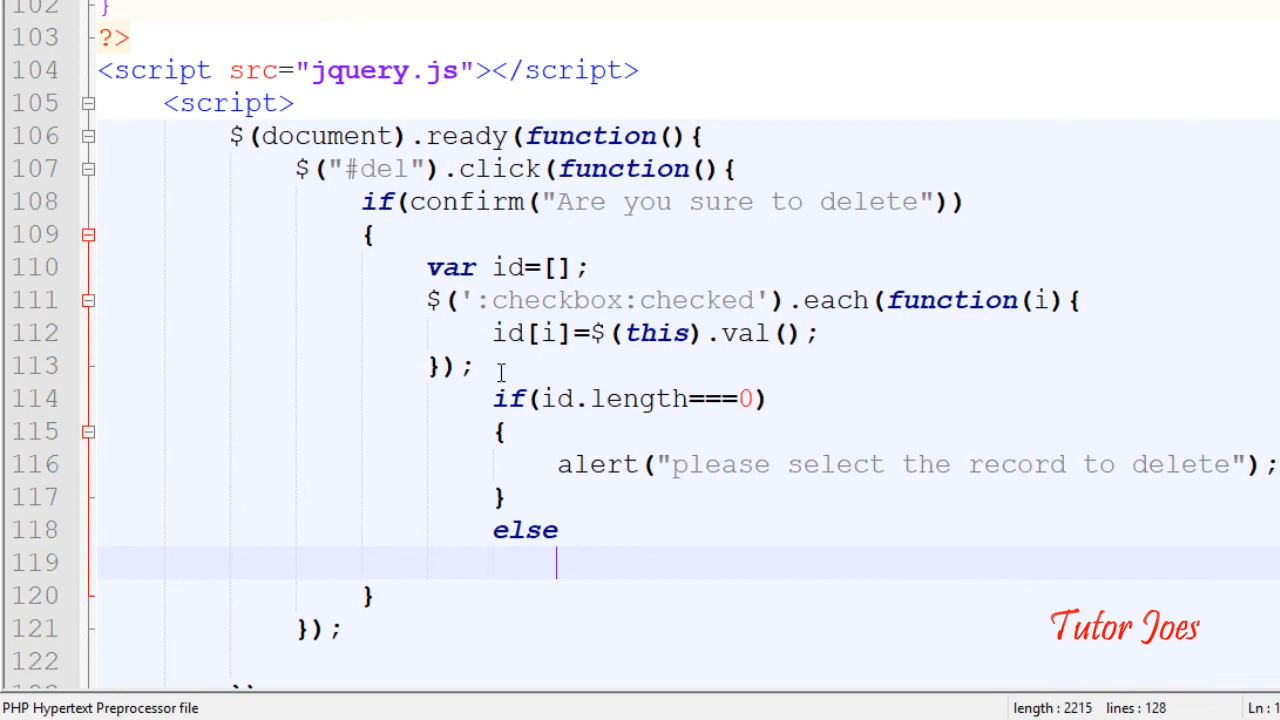 102 }
103 ?>
104 <script src="jquery.js"></script>
105 <script>
106 $(document).ready(function(){
107 $("#del").click(function(){
108 if(confirm("Are you sure to delete"))
109 {
110 var id=[];
111 $(':checkbox:checked').each(function(i){
112 id[i]=$(this).val();
113 });
114 if(id.length===0)
115 {
116 alert("please select the record to delete");
117 }
118 else
119
120 }
121 });
122
Tutor Joes
PHP Hypertext Preprocessor file length : 2215 lines : 128 Ln : 1